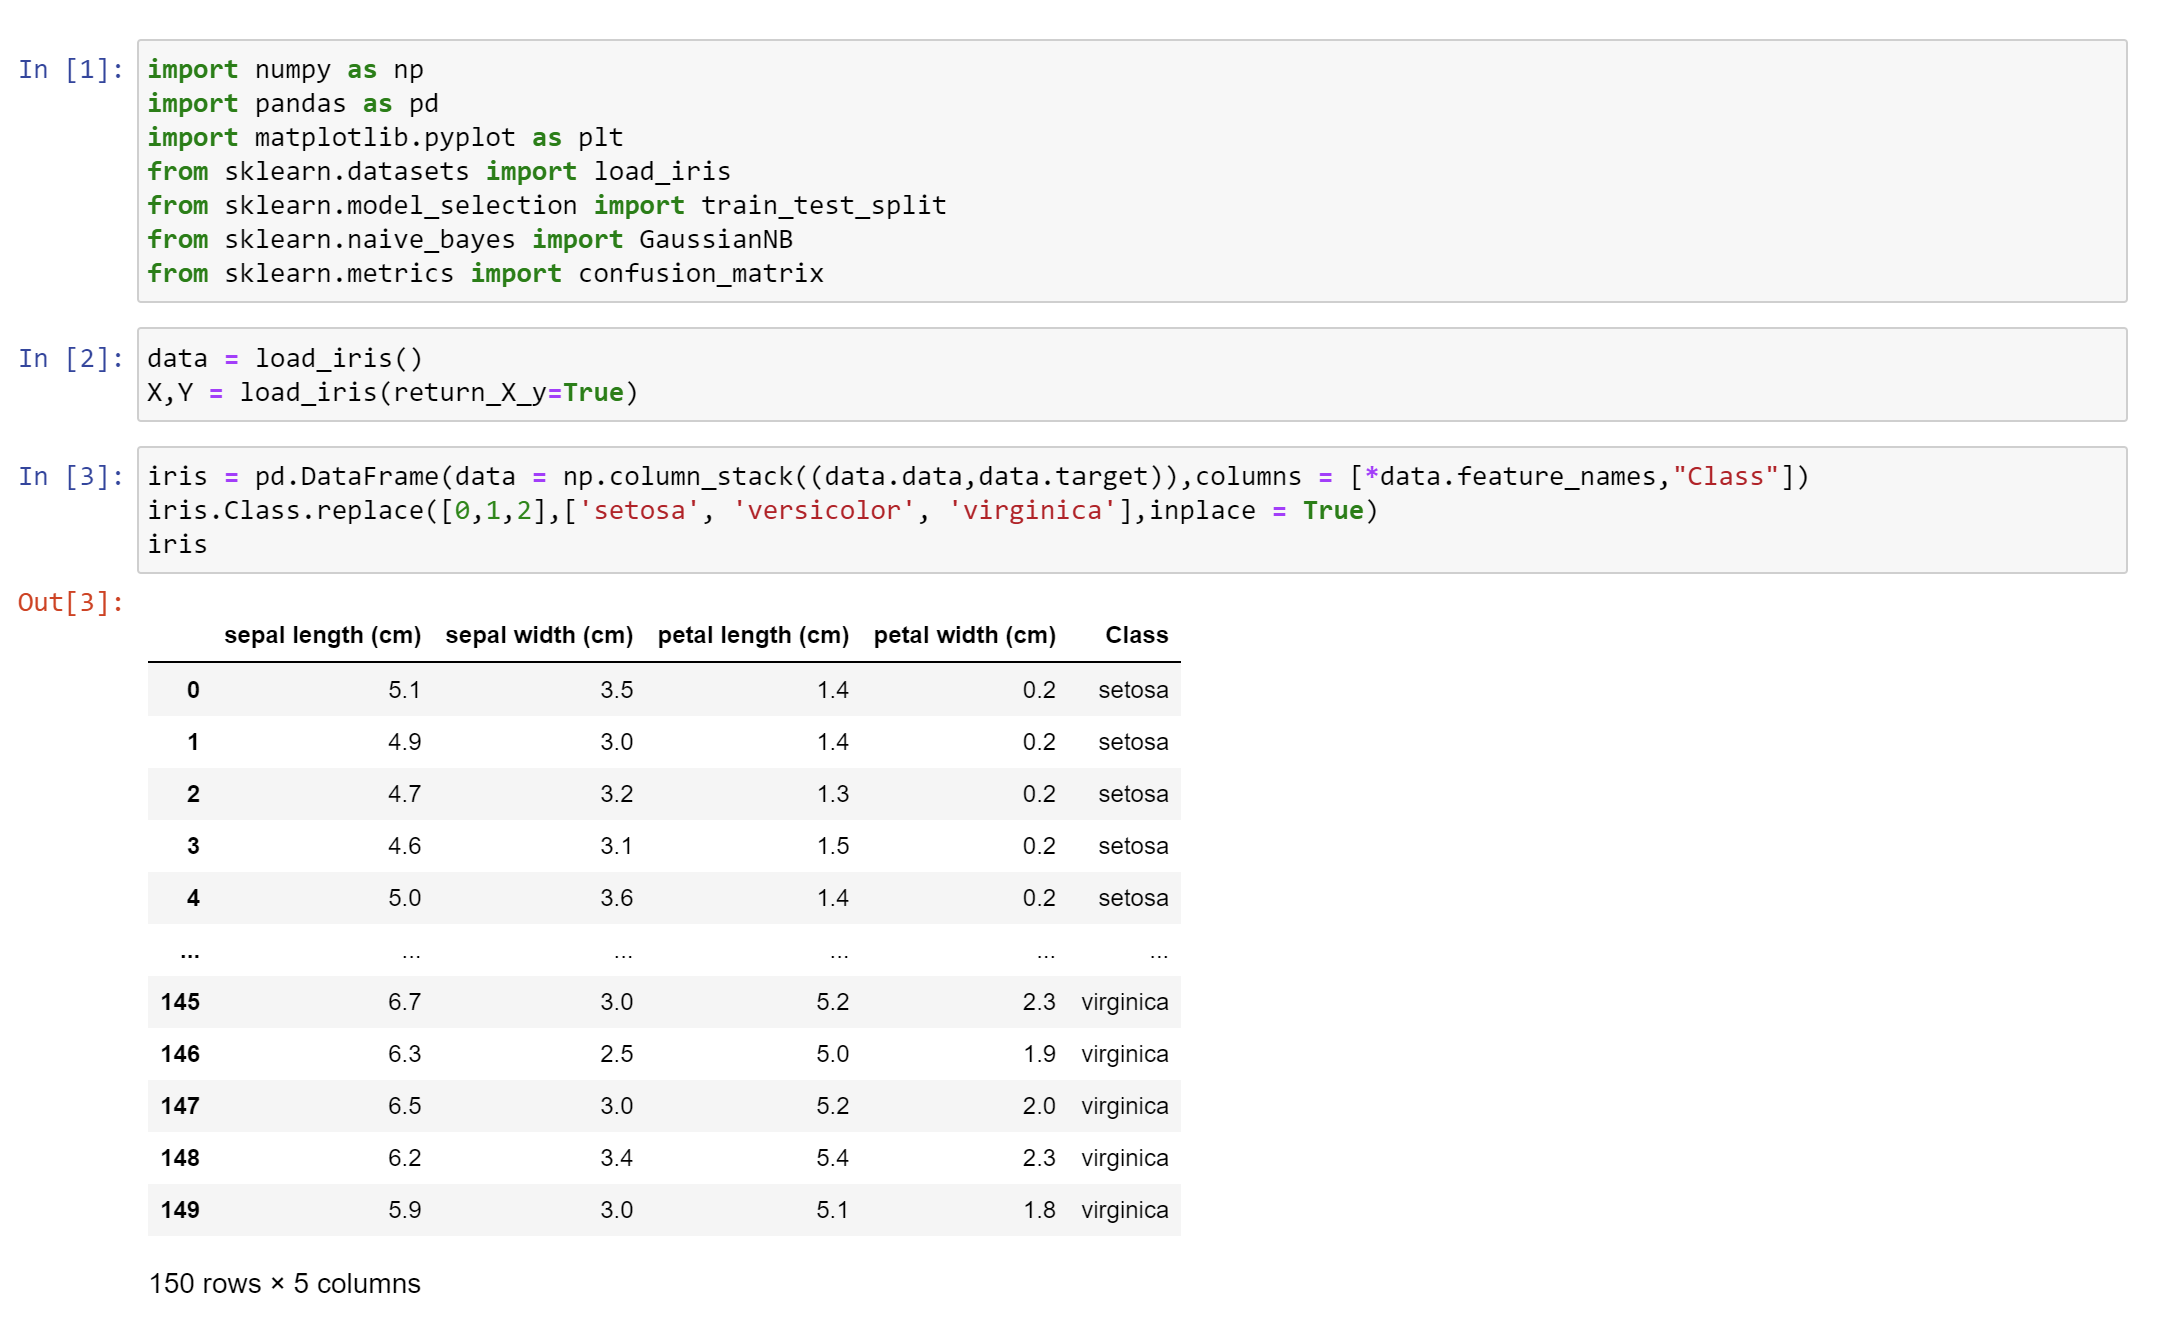 In [1]:
import numpy as np
import pandas as pd
import matplotlib.pyplot as plt
from sklearn.datasets import load_iris
from sklearn.model_selection import train_test_split
from sklearn.naive_bayes import GaussianNB
from sklearn.metrics import confusion_matrix
In [2]:
data = load_iris()
X,Y = load_iris(return_X_y=True)
In [3]:
iris = pd.DataFrame(data = np.column_stack((data.data,data.target)),columns = [*data.feature_names,"Class"])
iris.Class.replace([0,1,2],['setosa', 'versicolor', 'virginica'],inplace = True)
iris
Out[3]:
sepal length (cm) sepal width (cm) petal length (cm) petal width (cm) Class
0 5.1 3.5 1.4 0.2 setosa
1 4.9 3.0 1.4 0.2 setosa
2 4.7 3.2 1.3 0.2 setosa
3 4.6 3.1 1.5 0.2 setosa
4 5.0 3.6 1.4 0.2 setosa
... ... ... ... ... ...
145 6.7 3.0 5.2 2.3 virginica
146 6.3 2.5 5.0 1.9 virginica
147 6.5 3.0 5.2 2.0 virginica
148 6.2 3.4 5.4 2.3 virginica
149 5.9 3.0 5.1 1.8 virginica
150 rows × 5 columns